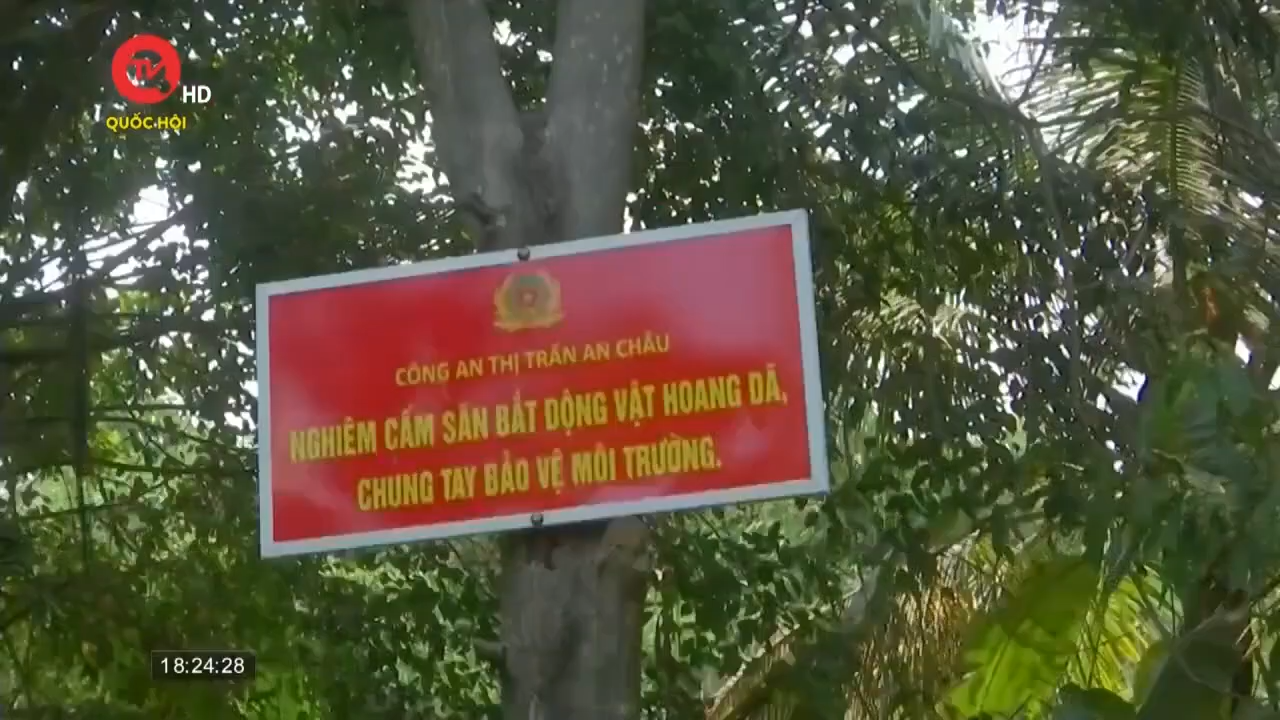 TV
HD
QUỐC HỘI
CÔNG AN THỊ TRẤN AN CHÂU
NGHIÊM CẤM SĂN BẮT ĐỘNG VẬT HOANG DÃ,
CHUNG TAY BẢO VỆ MÔI TRƯỜNG.
18:24:28